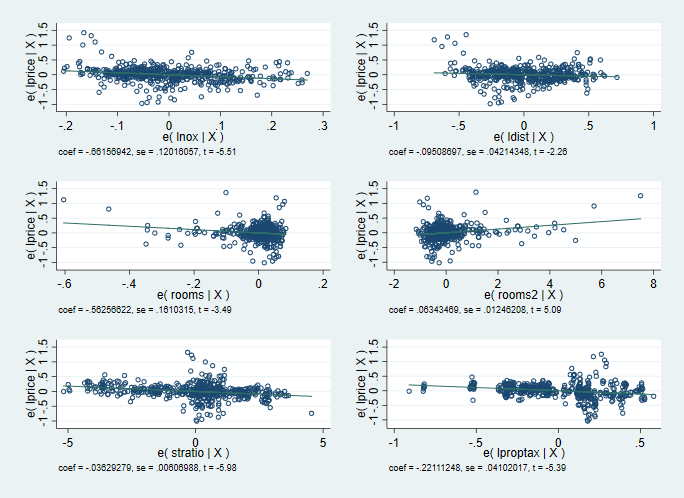 e( lprice | X )
-1 -.5 0 .5 1 1.5
-.2 -.1 0 .1 .2 .3
e( lnox | X )
coef = -.66156942, se = .12016057, t = -5.51
e( lprice | X )
-1 -.5 0 .5 1 1.5
-1 -.5 0 .5 1
e( ldist | X )
coef = -.09508697, se = .04214348, t = -2.26
e( lprice | X )
-1 -.5 0 .5 1 1.5
-.6 -.4 -.2 0 .2
e( rooms | X )
coef = -.56256622, se = .1610315, t = -3.49
e( lprice | X )
-1 -.5 0 .5 1 1.5
-2 0 2 4 6 8
e( rooms2 | X )
coef = .06343469, se = .01246208, t = 5.09
e( lprice | X )
-1 -.5 0 .5 1 1.5
-5 0 5
e( stratio | X )
coef = -.03629279, se = .00606988, t = -5.98
e( lprice | X )
-1 -.5 0 .5 1 1.5
-1 -.5 0 .5
e( lproptax | X )
coef = -.22111248, se = .04102017, t = -5.39